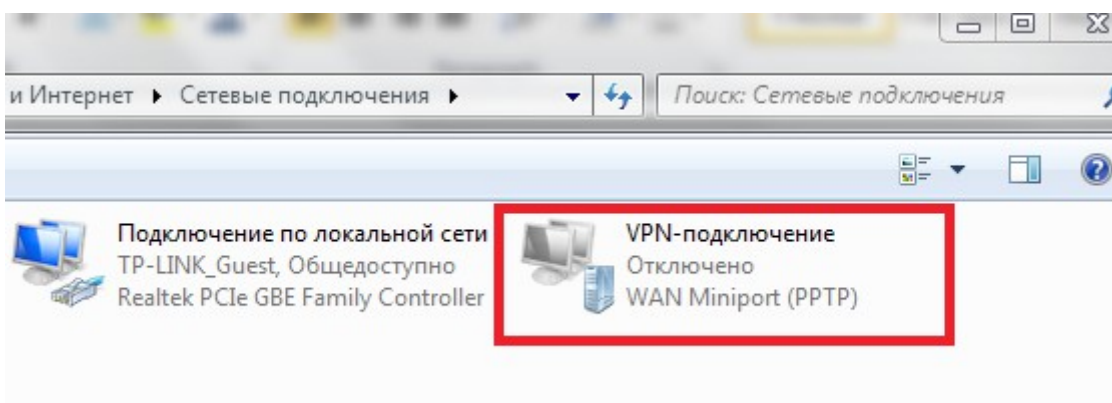 и Интернет ▸ Сетевые подключения ▸
Поиск: Сетевые подключения
Подключение по локальной сети
TP-LINK_Guest, Общедоступно
Realtek PCIe GBE Family Controller
VPN-подключение
Отключено
WAN Miniport (PPTP)